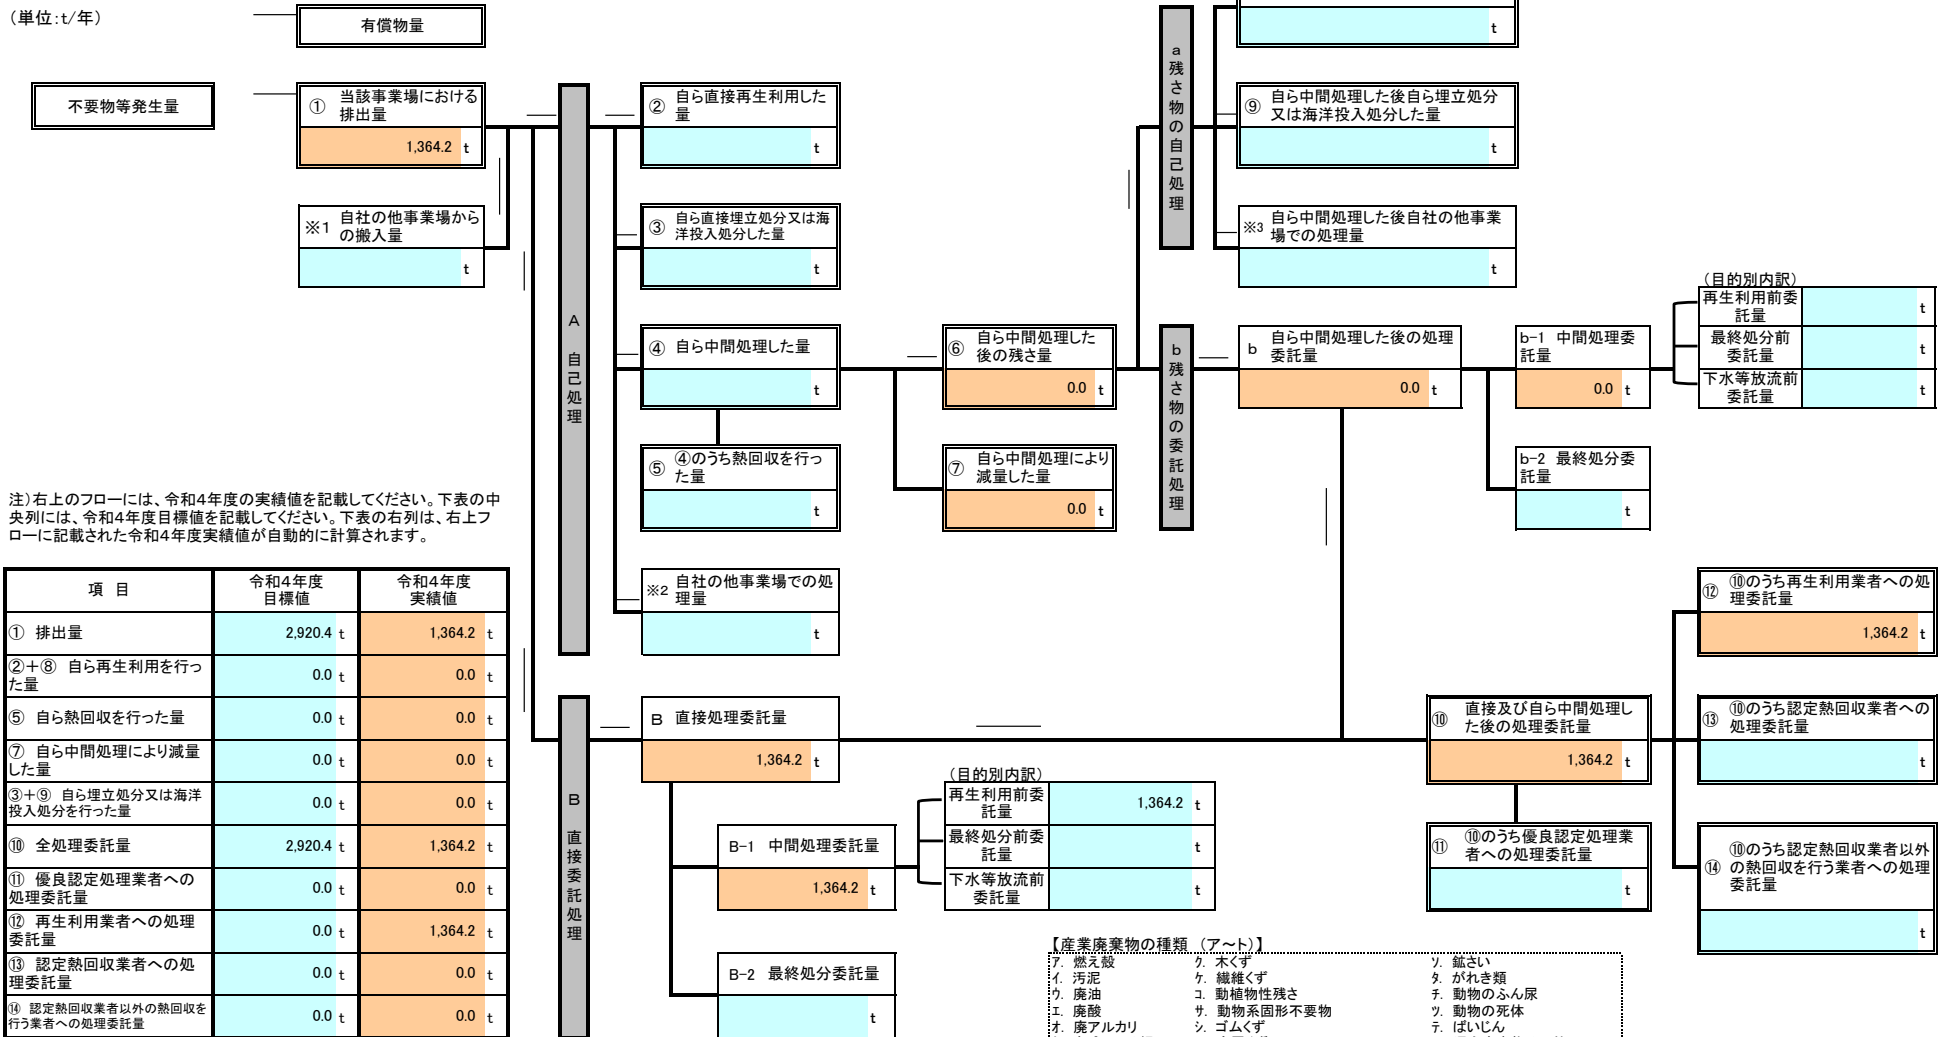 （単位:t/年）
有償物量
t
不要物等発生量
① 当該事業場における
排出量
1,364.2 t
※1 自社の他事業場から
の搬入量
t
A 自己処理
② 自ら直接再生利用した
量
t
③ 自ら直接埋立処分又は海
洋投入処分した量
t
④ 自ら中間処理した量
t
⑤ ④のうち熱回収を行っ
た量
t
※2 自社の他事業場での処
理量
t
⑥ 自ら中間処理した
後の残さ量
0.0 t
⑦ 自ら中間処理により
減量した量
0.0 t
a 残さ物の自己処理
⑨ 自ら中間処理した後自ら埋立処分
又は海洋投入処分した量
t
※3 自ら中間処理した後自社の他事業
場での処理量
t
b 残さ物の委託処理
b 自ら中間処理した後の処理
委託量
0.0 t
b-1 中間処理委
託量
0.0 t
b-2 最終処分委
託量
t
（目的別内訳）
再生利用前委
託量
t
最終処分前
委託量
t
下水等放流前
委託量
t
注）右上のフローには、令和4年度の実績値を記載してください。下表の中
央列には、令和4年度目標値を記載してください。下表の右列は、右上フ
ローに記載された令和4年度実績値が自動的に計算されます。
項 目 令和4年度
目標値 令和4年度
実績値
① 排出量 2,920.4 t 1,364.2 t
②+⑧ 自ら再生利用を行っ
た量 0.0 t 0.0 t
⑤ 自ら熱回収を行った量 0.0 t 0.0 t
⑦ 自ら中間処理により減量
した量 0.0 t 0.0 t
③+⑨ 自ら埋立処分又は海洋
投入処分を行った量 0.0 t 0.0 t
⑩ 全処理委託量 2,920.4 t 1,364.2 t
⑪ 優良認定処理業者への
処理委託量 0.0 t 0.0 t
⑫ 再生利用業者への処理
委託量 0.0 t 1,364.2 t
⑬ 認定熱回収業者への処
理委託量 0.0 t 0.0 t
⑭ 認定熱回収業者以外の熱回収を
行う業者への処理委託量 0.0 t 0.0 t
B 直接委託処理
B 直接処理委託量
1,364.2 t
B-1 中間処理委託量
1,364.2 t
B-2 最終処分委託量
t
（目的別内訳）
再生利用前委
託量
1,364.2 t
最終処分前委
託量
t
下水等放流前
委託量
t
⑩ 直接及び自ら中間処理し
た後の処理委託量
1,364.2 t
⑪ ⑩のうち優良認定処理業
者への処理委託量
t
⑫ ⑩のうち再生利用業者への処
理委託量
1,364.2 t
⑬ ⑩のうち認定熱回収業者への
処理委託量
t
⑭ ⑩のうち認定熱回収業者以外
の熱回収を行う業者への処理
委託量
t
【産業廃棄物の種類 （ア～ト）】
ア. 燃え殻 ク. 木くず ソ. 鉱さい
イ. 汚泥 ケ. 繊維くず タ. がれき類
ウ. 廃油 コ. 動植物性残さ チ. 動物のふん尿
エ. 廃酸 サ. 動物系固形不要物 ツ. 動物の死体
オ. 廃アルカリ シ. ゴムくず テ. ばいじん